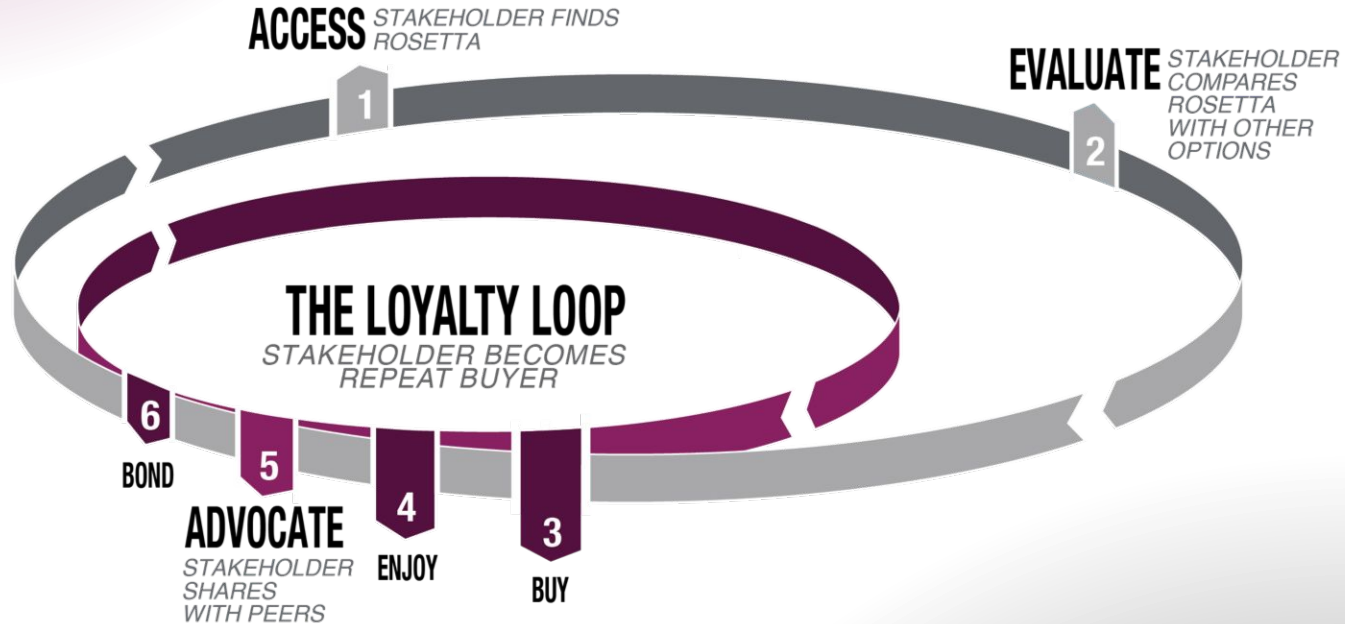 ACCESS STAKEHOLDER FINDS
ROSETTA
1
EVALUATE STAKEHOLDER
COMPARES
ROSETTA
WITH OTHER
OPTIONS
2
THE LOYALTY LOOP
STAKEHOLDER BECOMES
REPEAT BUYER
6
BOND
5
ADVOCATE
STAKEHOLDER
SHARES
WITH PEERS
4
ENJOY
3
BUY